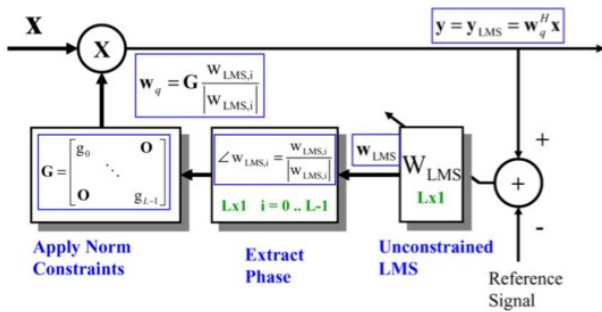 x
X
y = y_LMS = w_q^H x
w_q = G w_LMS,i / |w_LMS,i|
G = [g_0 O ⋱ O g_L-1]
∠w_LMS,i = w_LMS,i / |w_LMS,i|
Lx1 i = 0 .. L-1
w_LMS
W_LMS
Lx1
+
+
-
Apply Norm
Constraints
Extract
Phase
Unconstrained
LMS
Reference
Signal